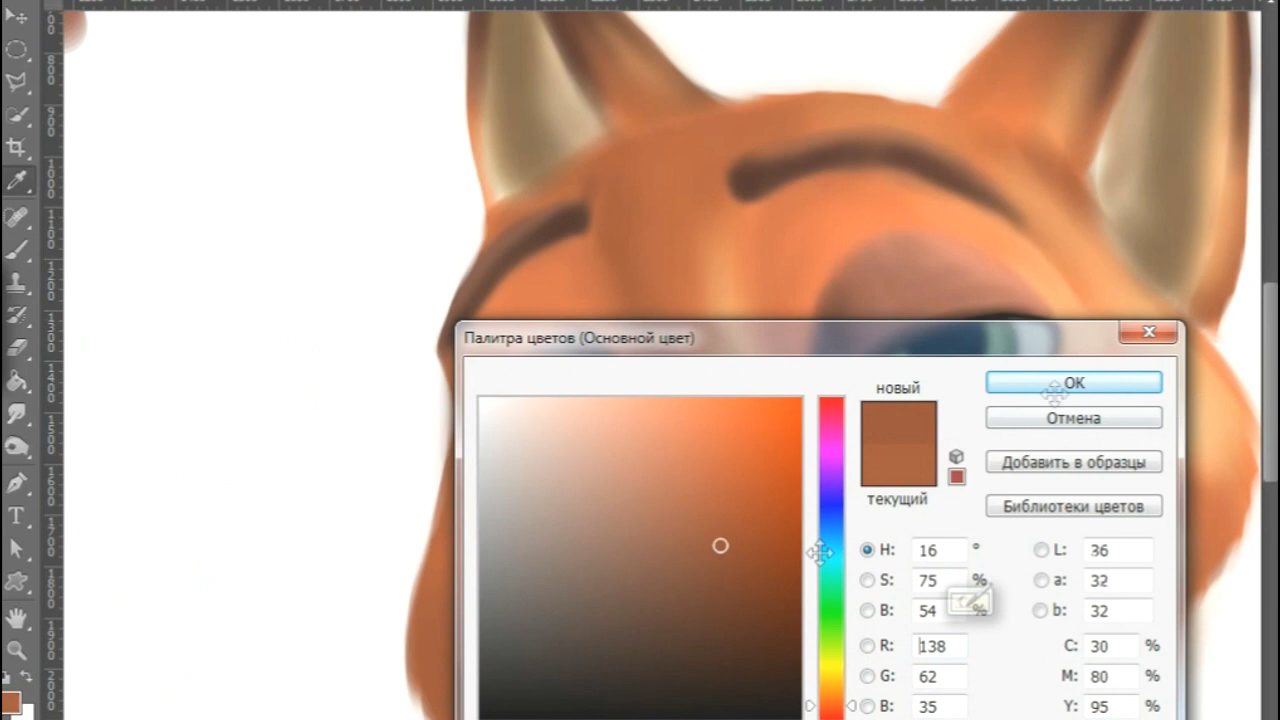 Палитра цветов (Основной цвет)
новый
OK
Отмена
Добавить в образцы
текущий
Библиотеки цветов
H: 16 ° L: 36
S: 75 % a: 32
B: 54 % b: 32
R: 138 C: 30 %
G: 62 M: 80 %
B: 35 Y: 95 %